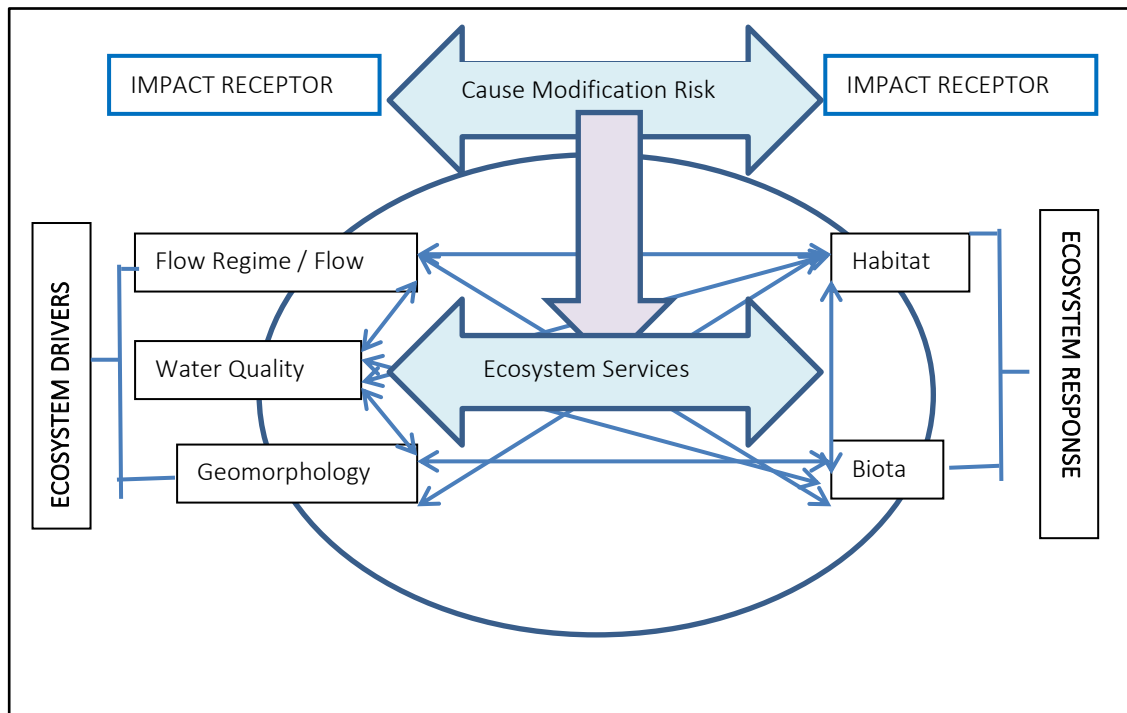 IMPACT RECEPTOR
Cause Modification Risk
IMPACT RECEPTOR
ECOSYSTEM DRIVERS
Flow Regime / Flow
Water Quality
Geomorphology
Ecosystem Services
Habitat
Biota
ECOSYSTEM RESPONSE